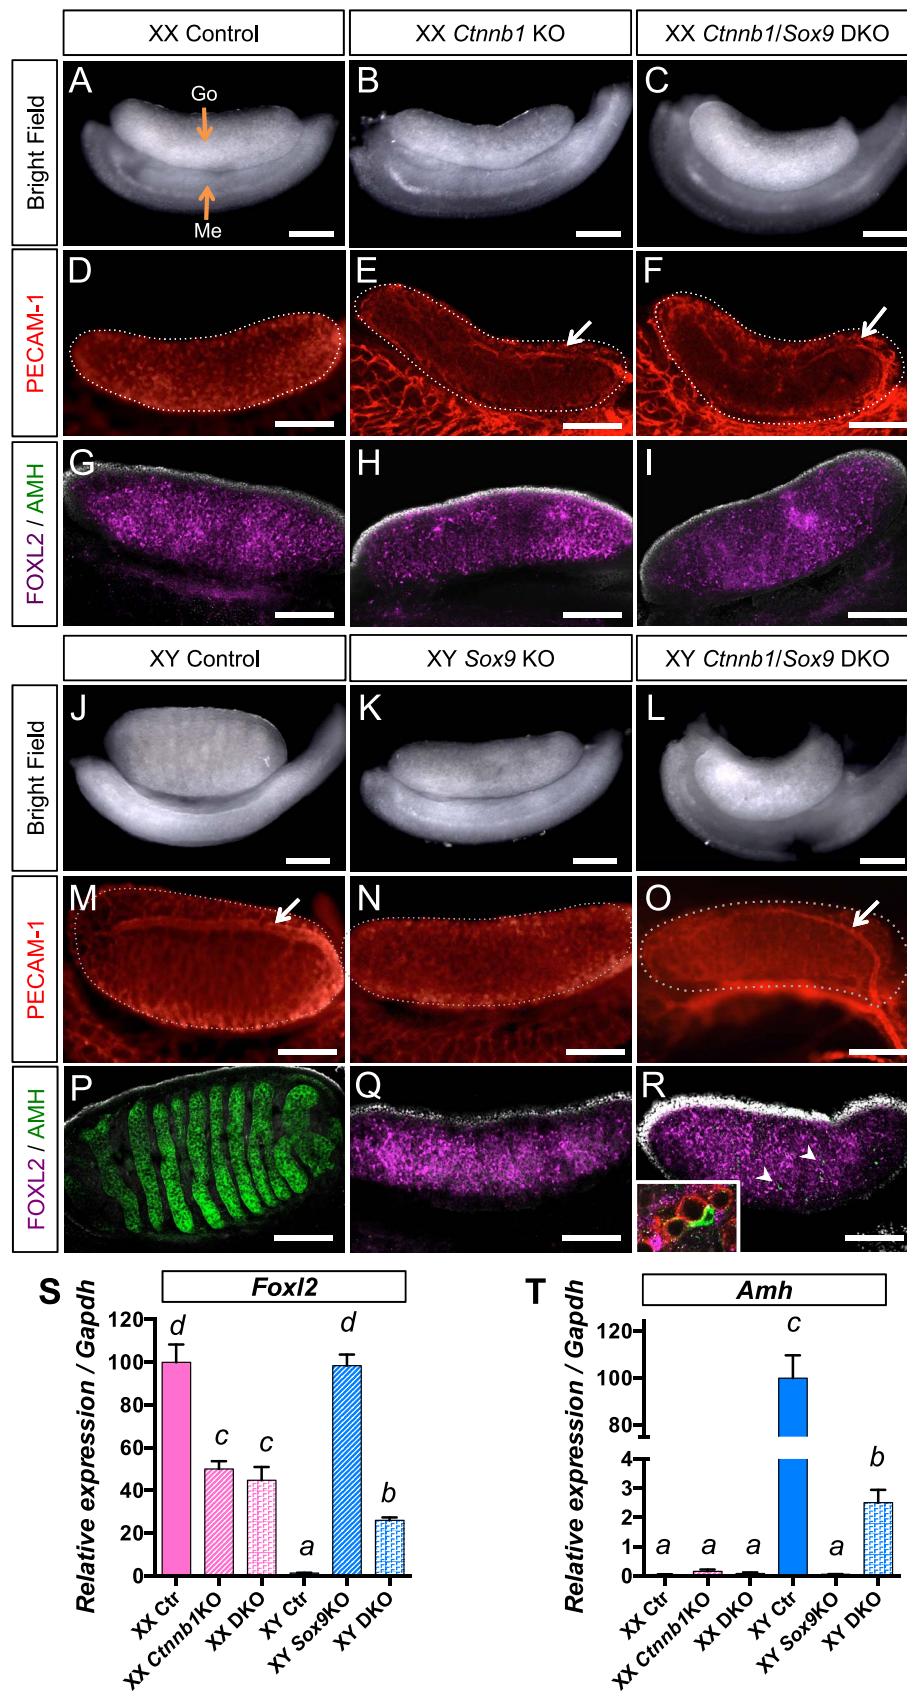 XX Control
XX Ctnnb1 KO
XX Ctnnb1/Sox9 DKO
Bright Field
A
Go
Me
B
C
PECAM-1
D
E
F
FOXL2 / AMH
G
H
I
XY Control
XY Sox9 KO
XY Ctnnb1/Sox9 DKO
Bright Field
J
K
L
PECAM-1
M
N
O
FOXL2 / AMH
P
Q
R
S
Foxl2
Relative expression / Gapdh
120
100
80
60
40
20
0
d
c
c
a
d
b
XX Ctr
XX Ctnnb1KO
XX DKO
XY Ctr
XY Sox9KO
XY DKO
T
Amh
Relative expression / Gapdh
120
100
80
4
3
2
1
0
a
a
a
c
a
b
XX Ctr
XX Ctnnb1KO
XX DKO
XY Ctr
XY Sox9KO
XY DKO